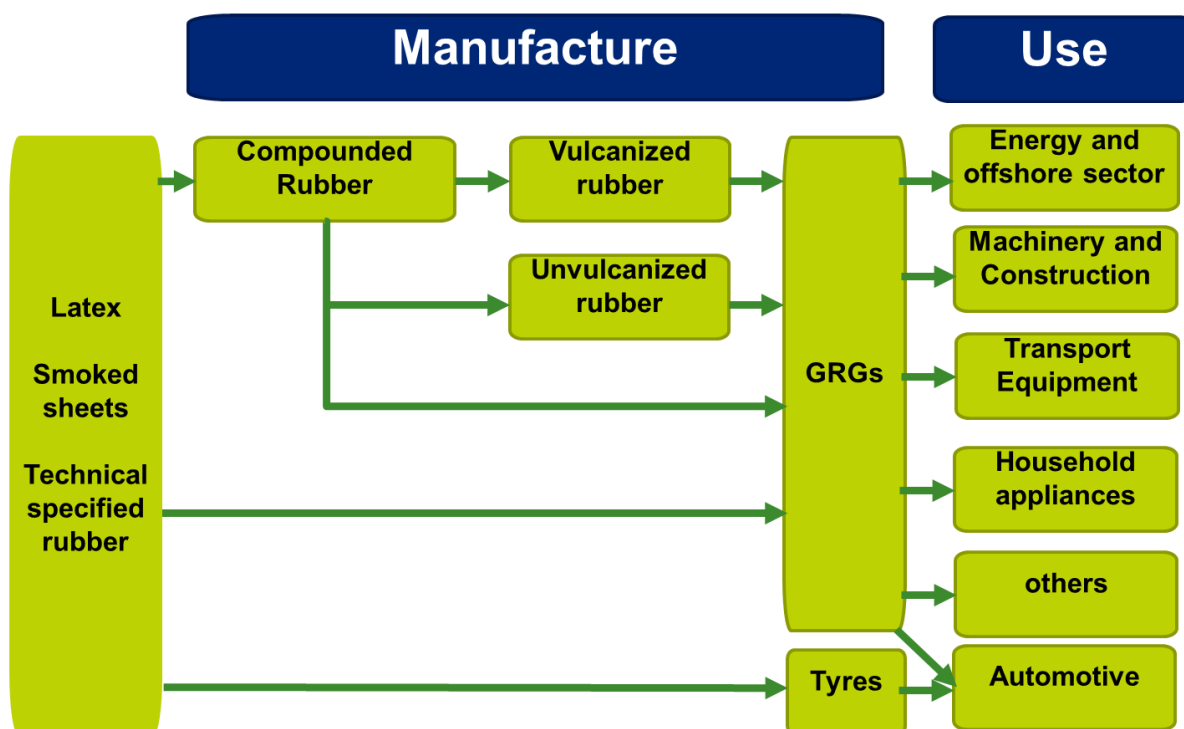 Manufacture
Use
Compounded
Rubber
Vulcanized
rubber
Energy and
offshore sector
Unvulcanized
rubber
Machinery and
Construction
Latex
Smoked
sheets
Technical
specified
rubber
GRGs
Transport
Equipment
Household
appliances
others
Tyres
Automotive